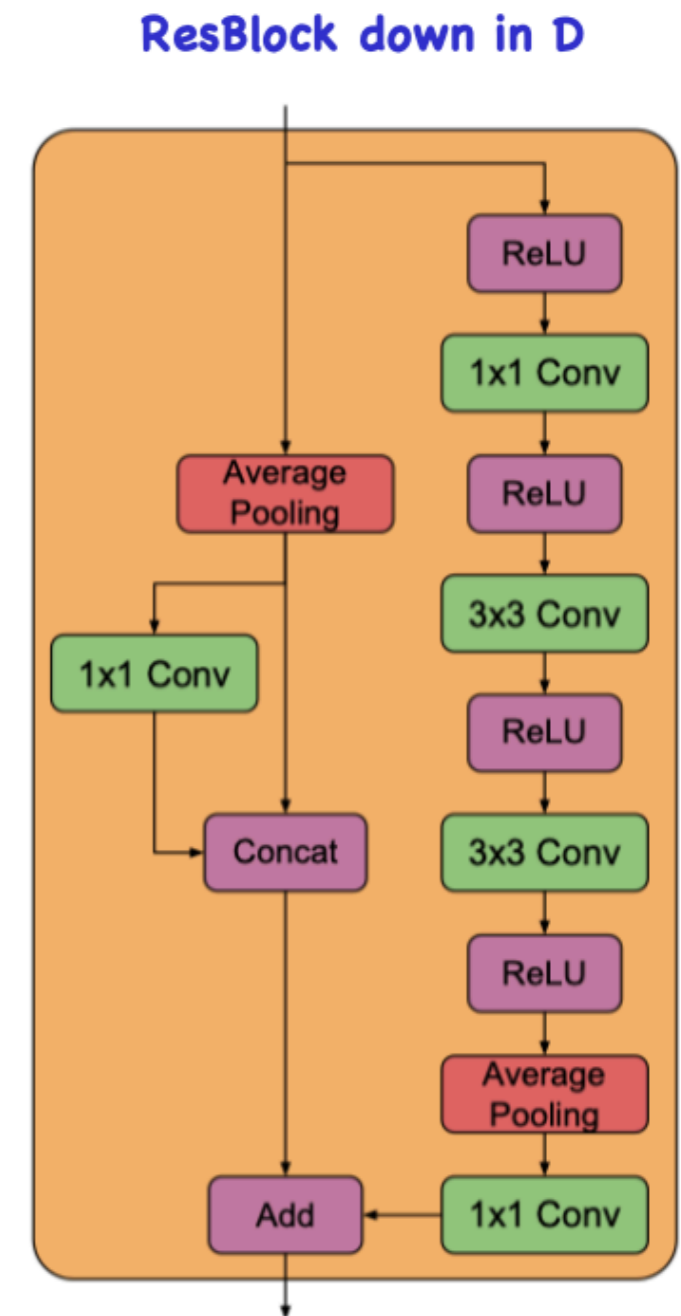 ResBlock down in D
ReLU
1x1 Conv
Average
Pooling
ReLU
3x3 Conv
1x1 Conv
ReLU
Concat
3x3 Conv
ReLU
Average
Pooling
Add
1x1 Conv